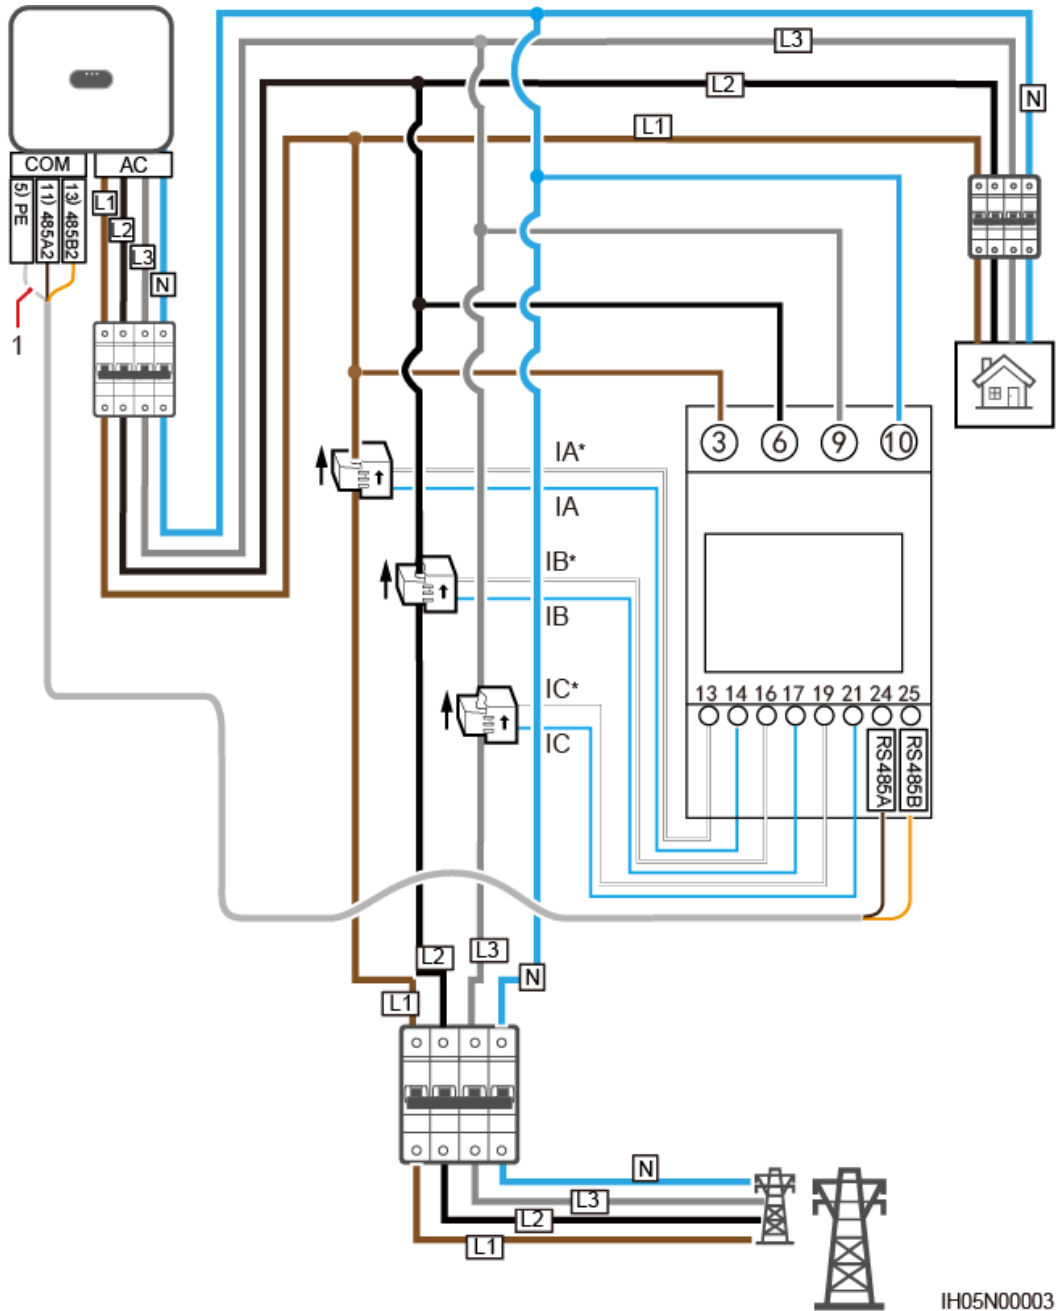 L3
L2
N
L1
COM
AC
5) PE
11) 485A2
13) 485B2
L1
L2
L3
N
1
3
6
9
10
IA*
IA
IB*
IB
IC*
IC
13 14 16 17 19 21 24 25
RS485A
RS485B
L2
L3
N
L1
N
L3
L2
L1
IH05N00003